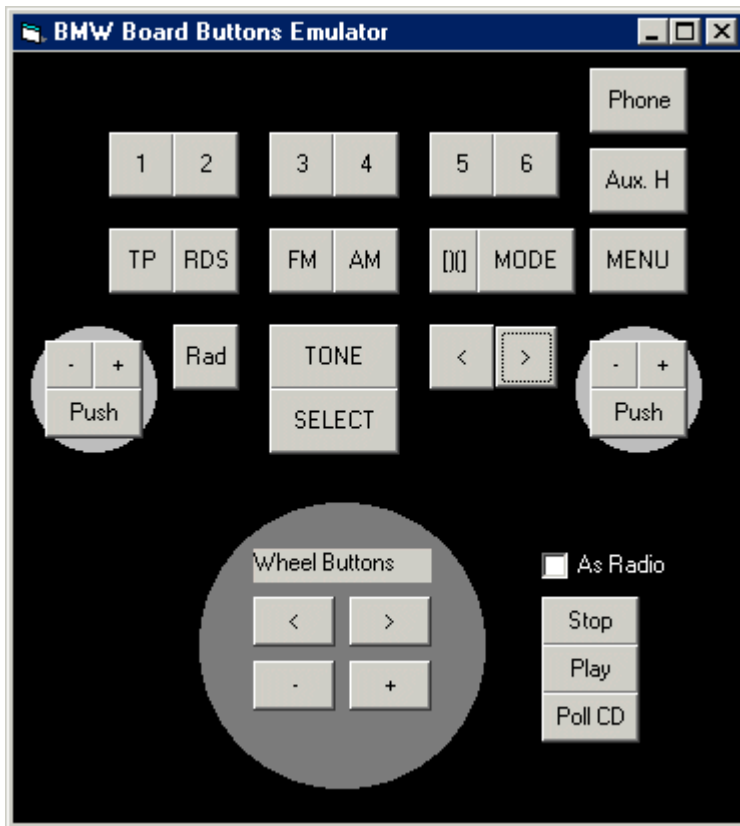 BMW Board Buttons Emulator
Phone
1 2 3 4 5 6
Aux. H
TP RDS FM AM [)(] MODE MENU
- + Rad TONE < > - +
Push SELECT Push
Wheel Buttons
As Radio
< > Stop
Play
- +
Poll CD